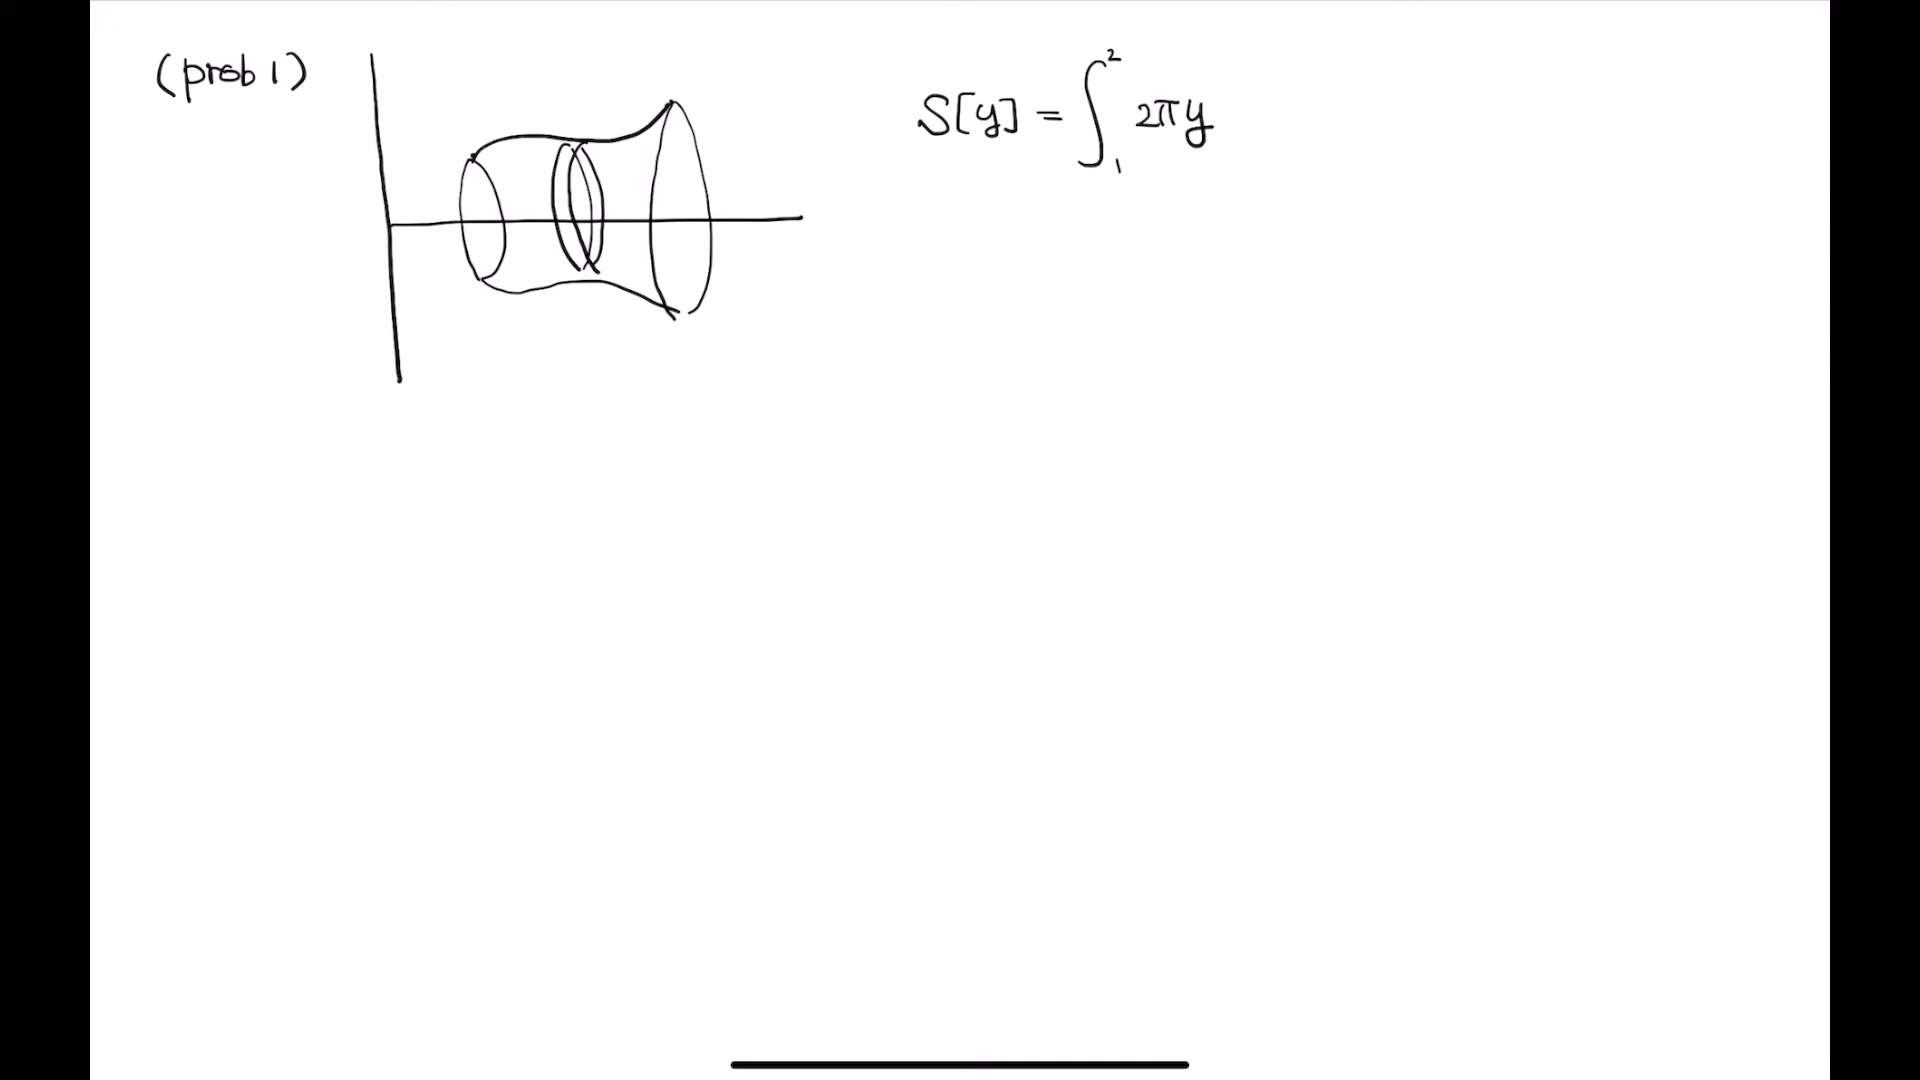 (prob 1)
S[y] = ∫₁² 2πy